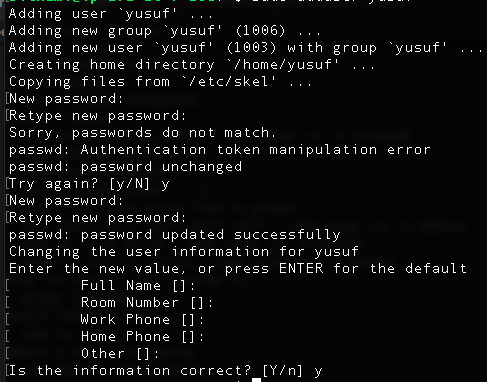 Adding user `yusuf' ...
Adding new group `yusuf' (1006) ...
Adding new user `yusuf' (1003) with group `yusuf' ...
Creating home directory `/home/yusuf' ...
Copying files from `/etc/skel' ...
[New password:
[Retype new password:
Sorry, passwords do not match.
passwd: Authentication token manipulation error
passwd: password unchanged
[Try again? [y/N] y
[New password:
[Retype new password:
passwd: password updated successfully
Changing the user information for yusuf
Enter the new value, or press ENTER for the default
[ Full Name []:
[ Room Number []:
[ Work Phone []:
[ Home Phone []:
[ Other []:
[Is the information correct? [Y/n] y